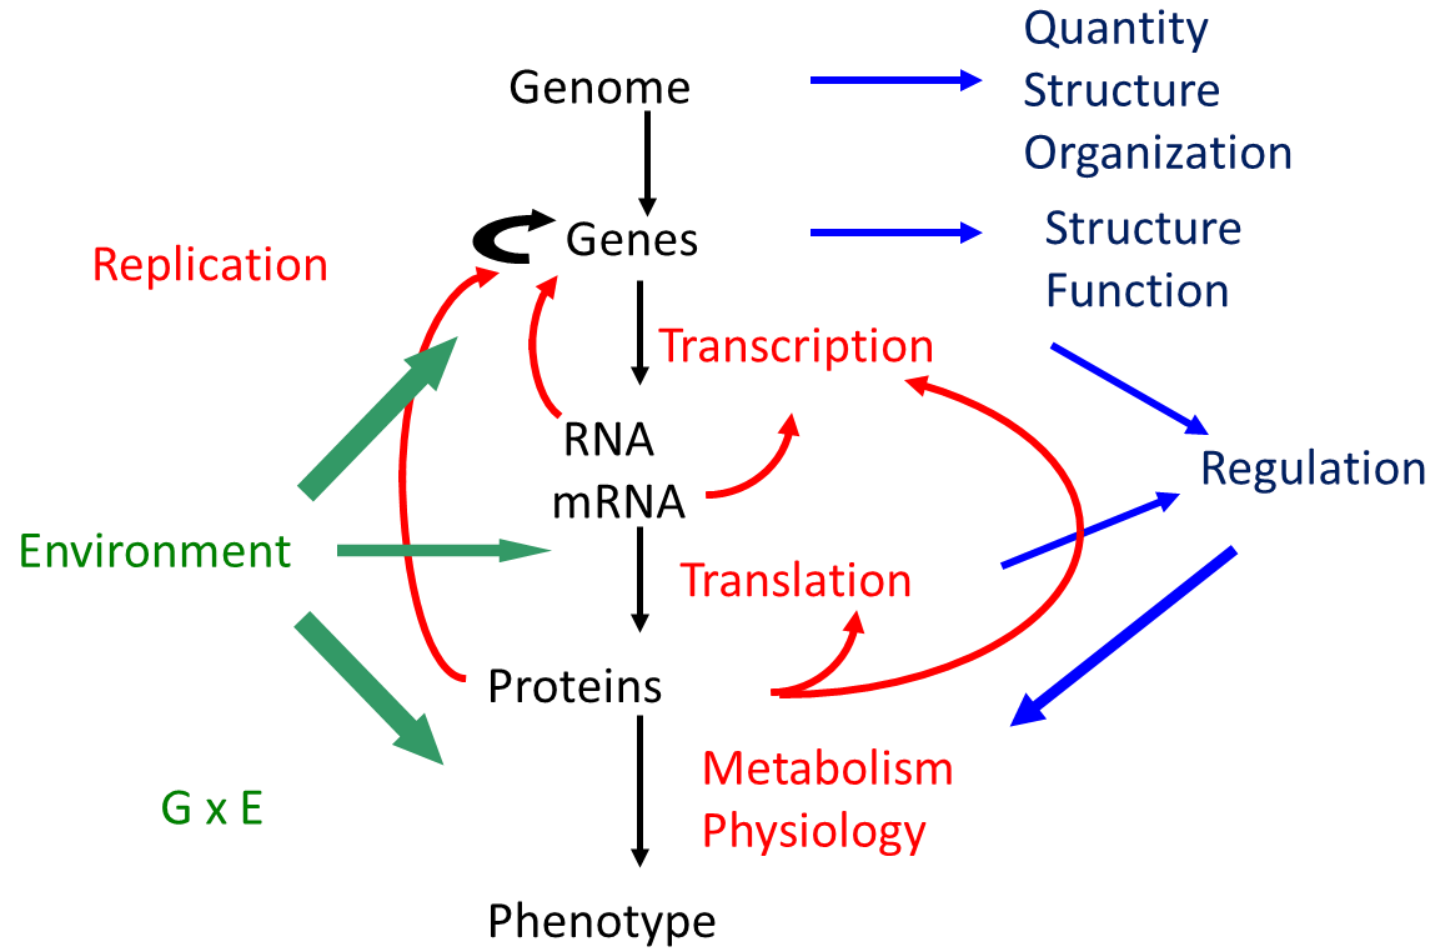 Quantity
Genome
Structure
Organization
Genes
Structure
Replication
Function
Transcription
RNA
Regulation
mRNA
Environment
Translation
Proteins
Metabolism
G x E
Physiology
Phenotype